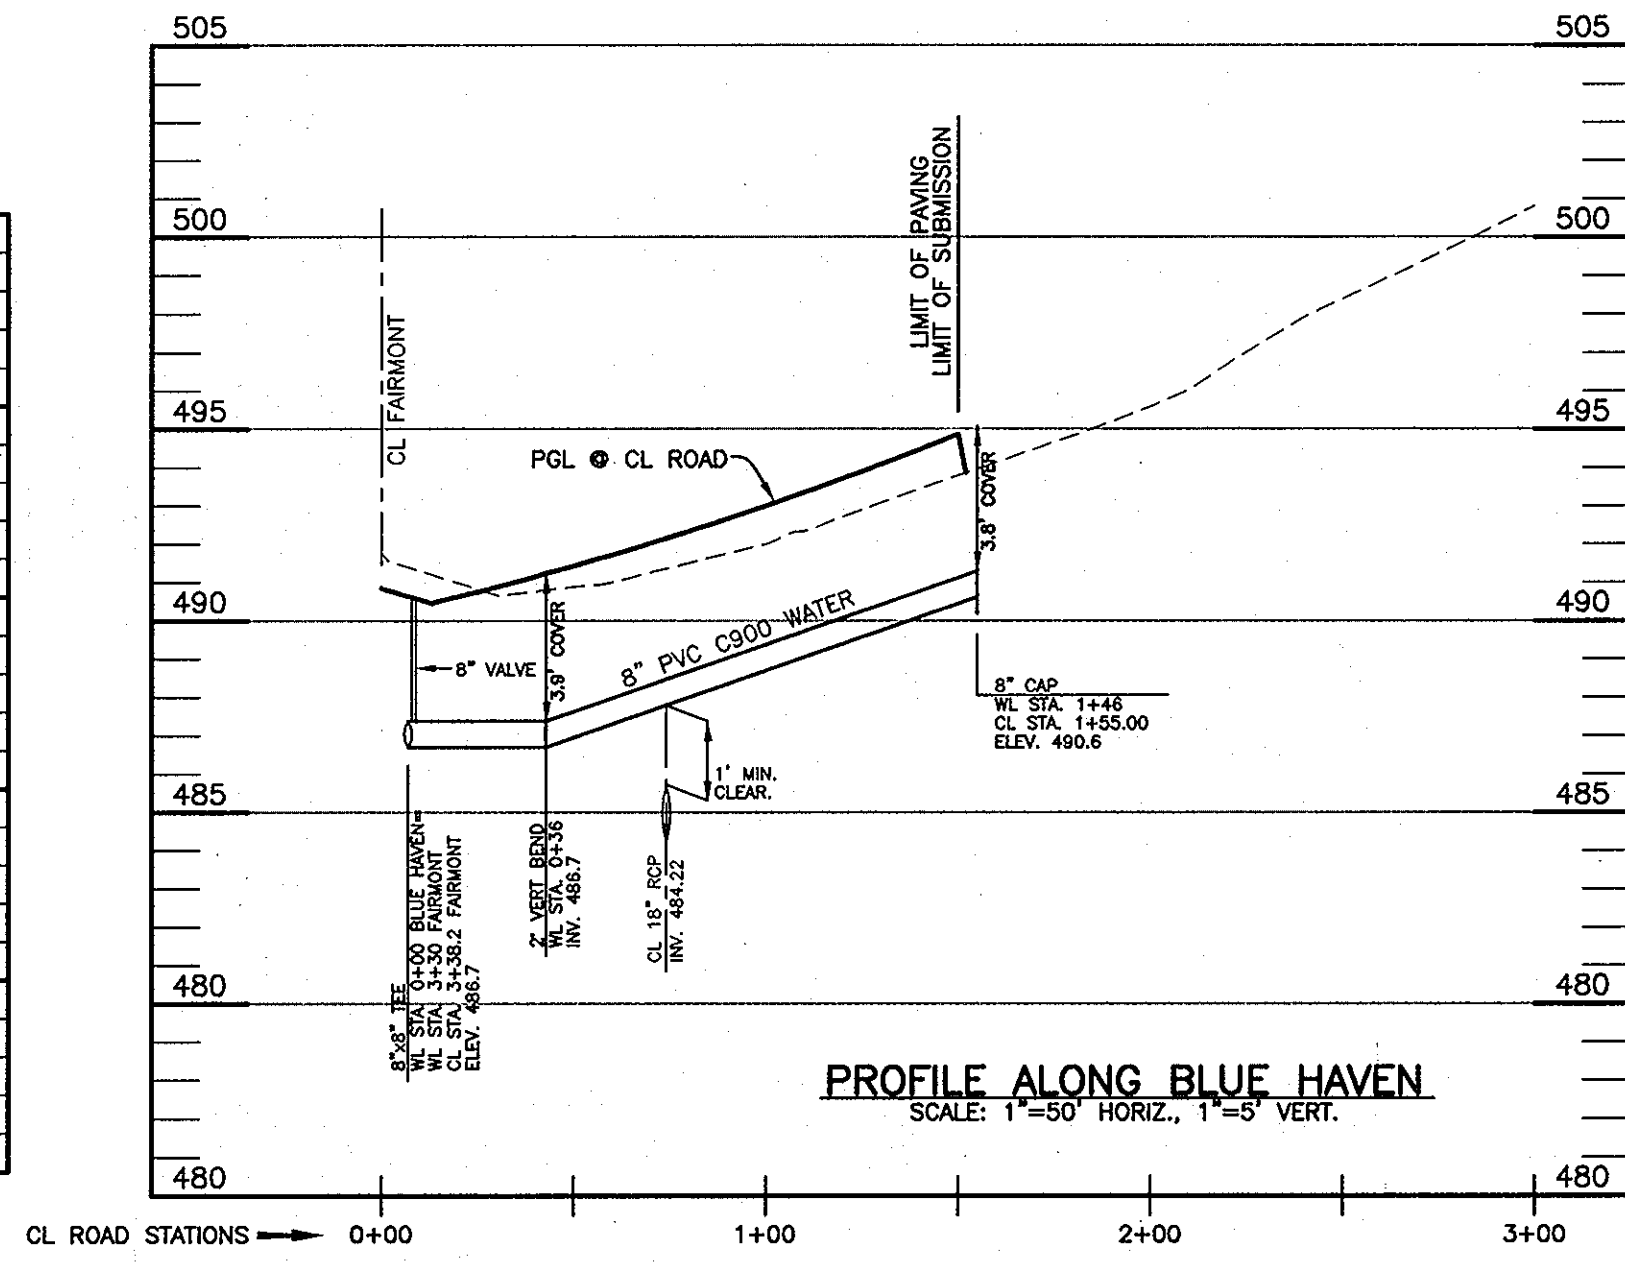 505
505
500
500
495
495
490
490
485
485
480
480
480
480
CL FAIRMONT
LIMIT OF PAVING
LIMIT OF SUBMISSION
PGL @ CL ROAD
3.8' COVER
3.9' COVER
8" VALVE
8" PVC C900 WATER
8" CAP
WL STA. 1+46
CL STA. 1+55.00
ELEV. 490.6
1' MIN.
CLEAR.
8"x8" TEE
WL STA. 0+00 BLUE HAVEN=
WL STA. 3+30 FAIRMONT
CL STA. 3+38.2 FAIRMONT
ELEV. 486.7
2' VERT BEND
WL STA. 0+36
INV. 486.7
CL 18" RCP
INV. 484.22
PROFILE ALONG BLUE HAVEN
SCALE: 1"=50' HORIZ., 1"=5' VERT.
CL ROAD STATIONS
0+00
1+00
2+00
3+00